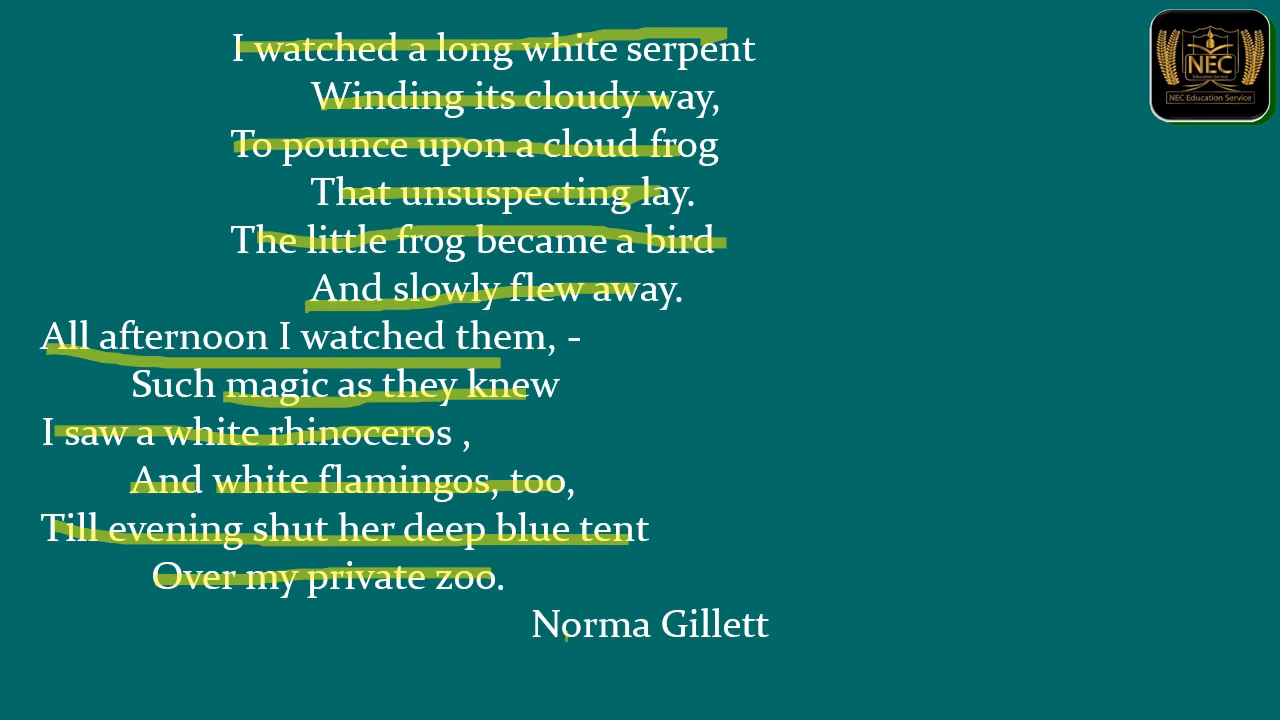 I watched a long white serpent
Winding its cloudy way,
To pounce upon a cloud frog
That unsuspecting lay.
The little frog became a bird
And slowly flew away.
All afternoon I watched them, -
Such magic as they knew
I saw a white rhinoceros ,
And white flamingos, too,
Till evening shut her deep blue tent
Over my private zoo.
Norma Gillett
NEC
Education Service
NEC Education Service